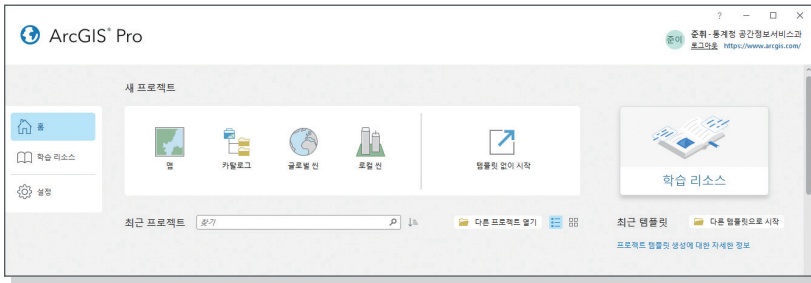 ArcGIS® Pro
준휘-통계정 공간정보서비스과
준이
로그아웃 https://www.arcgis.com/
새 프로젝트
홈
학습 리소스
설정
맵
카탈로그
글로벌 씬
로컬 씬
템플릿 없이 시작
학습 리소스
최근 프로젝트
찾기
다른 프로젝트 열기
최근 템플릿
다른 템플릿으로 시작
프로젝트 템플릿 생성에 대한 자세한 정보